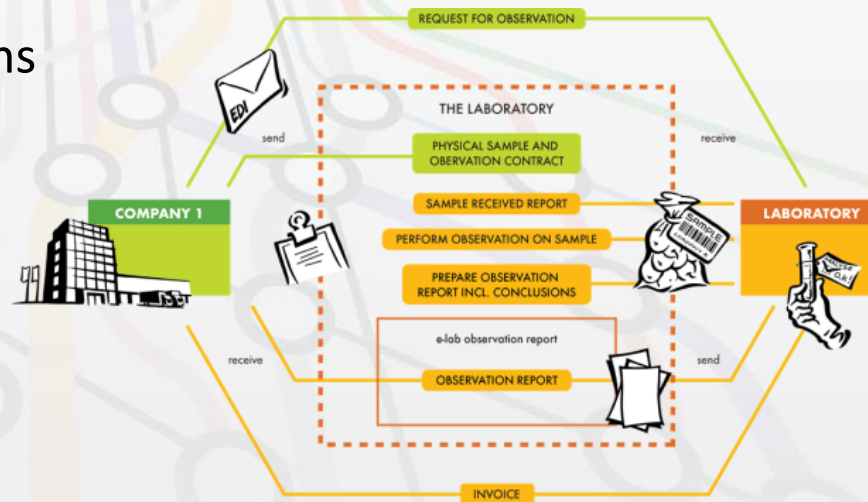 ns
REQUEST FOR OBSERVATION
EDI
send
THE LABORATORY
receive
PHYSICAL SAMPLE AND
OBERVATION CONTRACT
COMPANY 1
SAMPLE RECEIVED REPORT
SAMPLE
LABORATORY
PERFORM OBSERVATION ON SAMPLE
PREPARE OBSERVATION
REPORT INCL. CONCLUSIONS
e-lab observation report
receive
send
OBSERVATION REPORT
INVOICE